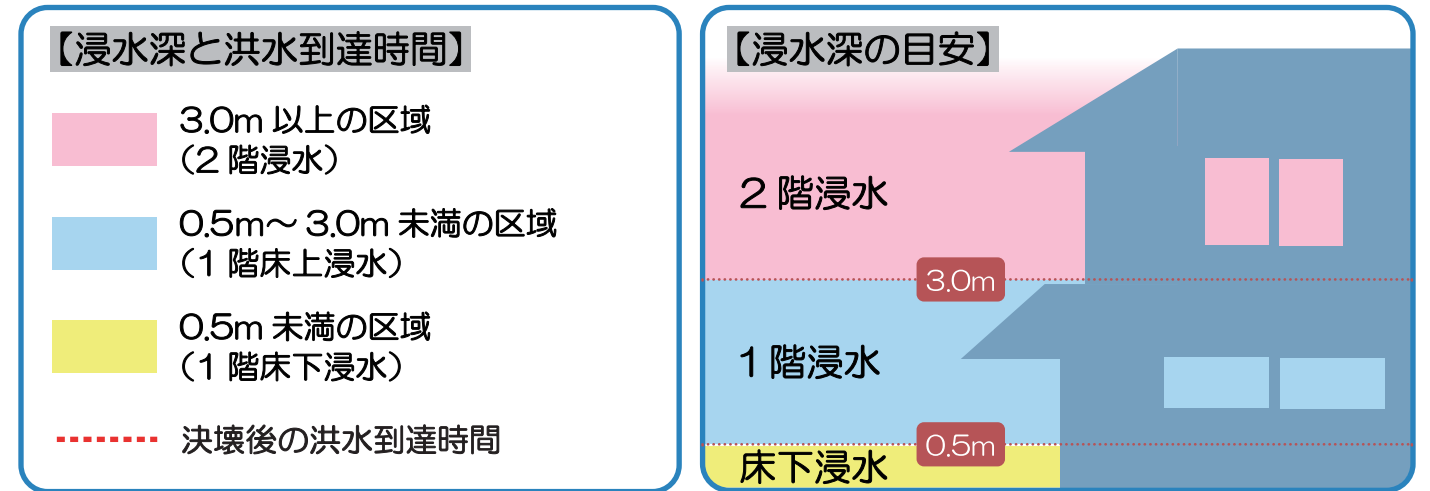 【浸水深と洪水到達時間】
3.0m 以上の区域
（2 階浸水）
0.5m～ 3.0m 未満の区域
（1 階床上浸水）
0.5m 未満の区域
（1 階床下浸水）
決壊後の洪水到達時間
【浸水深の目安】
2 階浸水
3.0m
1 階浸水
0.5m
床下浸水